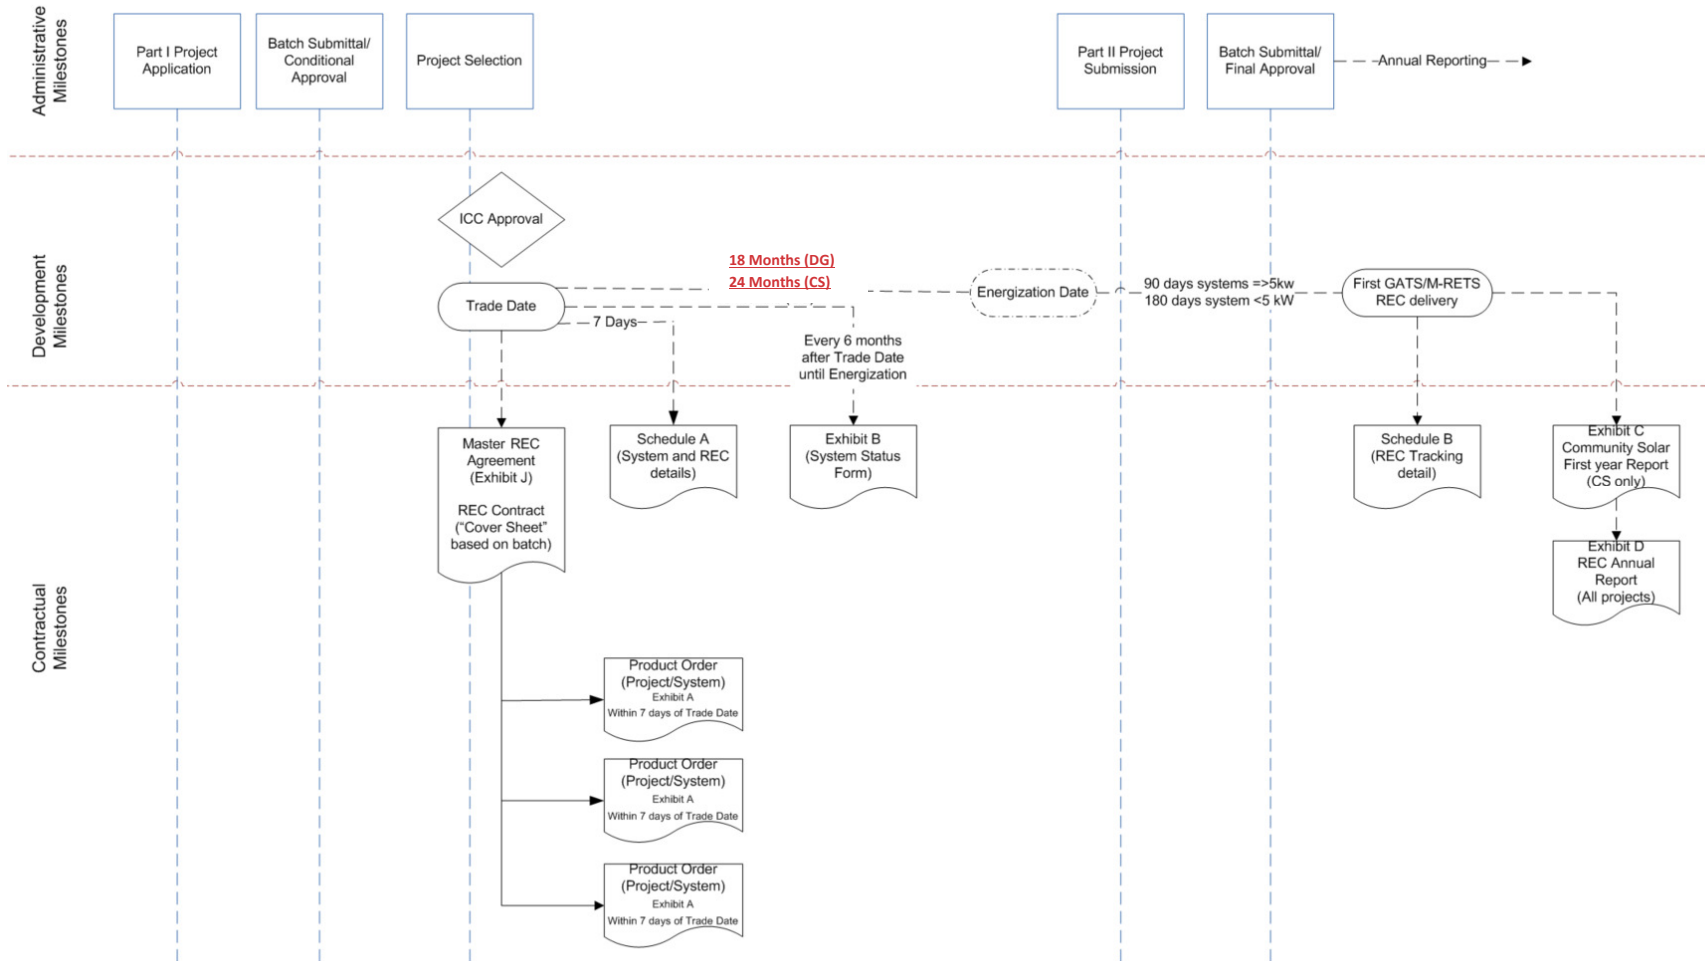 Administrative
Milestones
Part I Project
Application
Batch Submittal/
Conditional
Approval
Project Selection
Part II Project
Submission
Batch Submittal/
Final Approval
Annual Reporting
Development
Milestones
ICC Approval
Trade Date
18 Months (DG)
24 Months (CS)
7 Days
Every 6 months
after Trade Date
until Energization
Energization Date
90 days systems =>5kw
180 days system <5 kW
First GATS/M-RETS
REC delivery
Contractual
Milestones
Master REC
Agreement
(Exhibit J)
REC Contract
("Cover Sheet"
based on batch)
Schedule A
(System and REC
details)
Exhibit B
(System Status
Form)
Schedule B
(REC Tracking
detail)
Exhibit C
Community Solar
First year Report
(CS only)
Exhibit D
REC Annual
Report
(All projects)
Product Order
(Project/System)
Exhibit A
Within 7 days of Trade Date
Product Order
(Project/System)
Exhibit A
Within 7 days of Trade Date
Product Order
(Project/System)
Exhibit A
Within 7 days of Trade Date